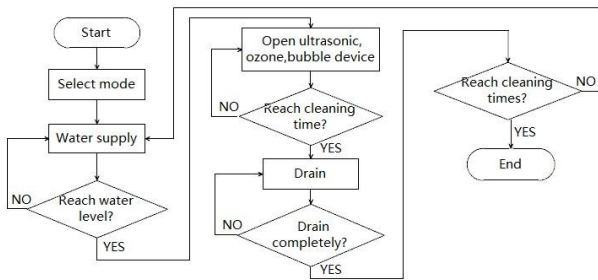 Start
Select mode
Water supply
Reach water
level?
NO
YES
Open ultrasonic,
ozone,bubble device
NO
Reach cleaning
time?
YES
Drain
NO
Drain
completely?
YES
Reach cleaning
times?
NO
YES
End